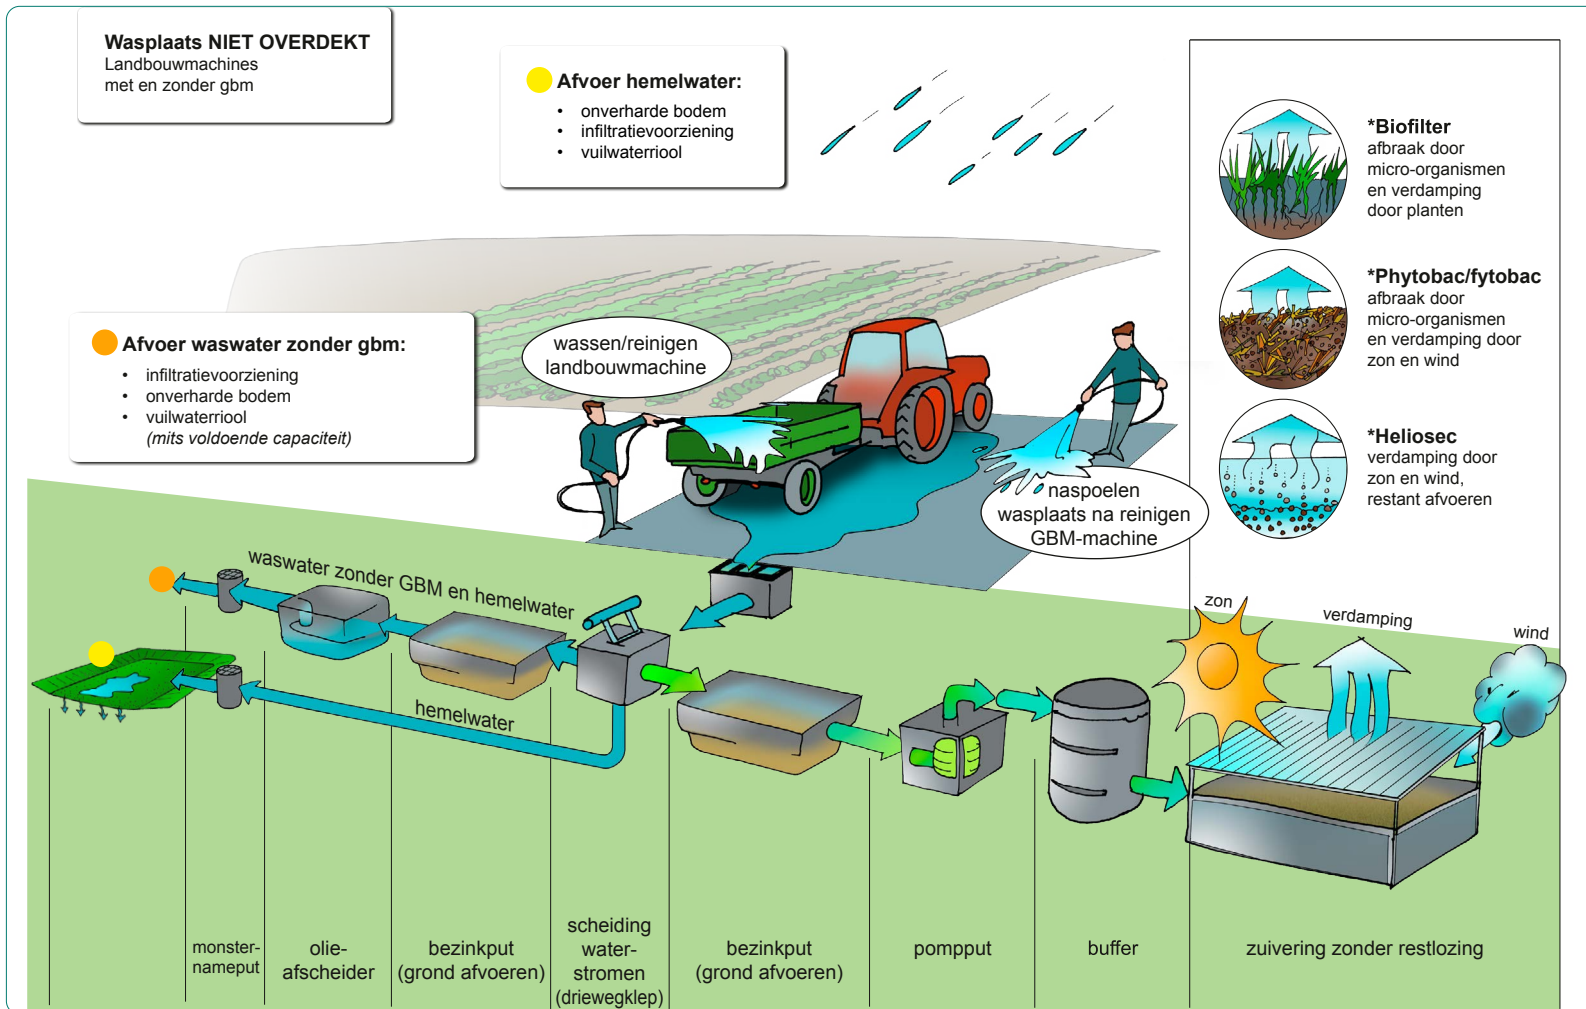 Wasplaats NIET OVERDEKT
Landbouwmachines
met en zonder gbm
Afvoer hemelwater:
• onverharde bodem
• infiltratievoorziening
• vuilwaterriool
*Biofilter
afbraak door
micro-organismen
en verdamping
door planten
*Phytobac/fytobac
afbraak door
micro-organismen
en verdamping door
zon en wind
*Heliosec
verdamping door
zon en wind,
restant afvoeren
Afvoer waswater zonder gbm:
• infiltratievoorziening
• onverharde bodem
• vuilwaterriool
(mits voldoende capaciteit)
wassen/reinigen
landbouwmachine
naspoelen
wasplaats na reinigen
GBM-machine
waswater zonder GBM en hemelwater
hemelwater
zon
verdamping
wind
monster-
nameput
olie-
afscheider
bezinkput
(grond afvoeren)
scheiding
water-
stromen
(driewegklep)
bezinkput
(grond afvoeren)
pompput
buffer
zuivering zonder restlozing